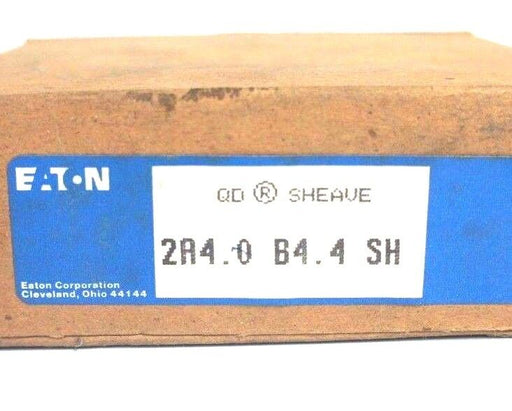 EATON
QD ® SHEAVE
2A4.0 B4.4 SH
Eaton Corporation
Cleveland, Ohio 44144